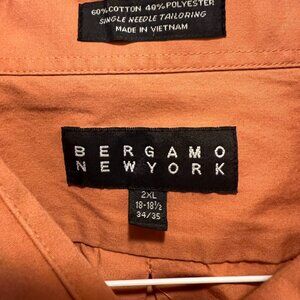 60% COTTON 40% POLYESTER
SINGLE NEEDLE TAILORING
MADE IN VIETNAM
BERGAMO
NEW YORK
2XL
18-18½
34/35